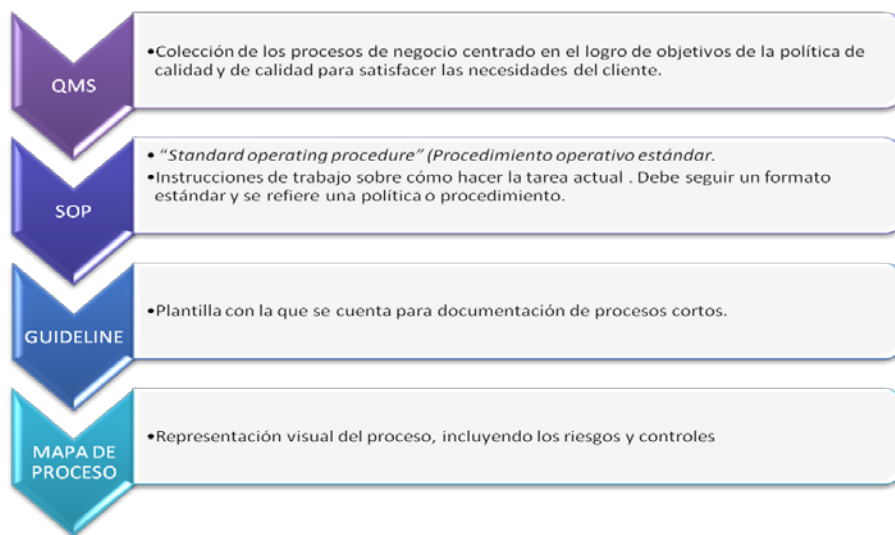 QMS
•Colección de los procesos de negocio centrado en el logro de objetivos de la política de
calidad y de calidad para satisfacer las necesidades del cliente.
SOP
• “Standard operating procedure” (Procedimiento operativo estándar.
•Instrucciones de trabajo sobre cómo hacer la tarea actual . Debe seguir un formato
estándar y se refiere una política o procedimiento.
GUIDELINE
•Plantilla con la que se cuenta para documentación de procesos cortos.
MAPA DE
PROCESO
•Representación visual del proceso, incluyendo los riesgos y controles